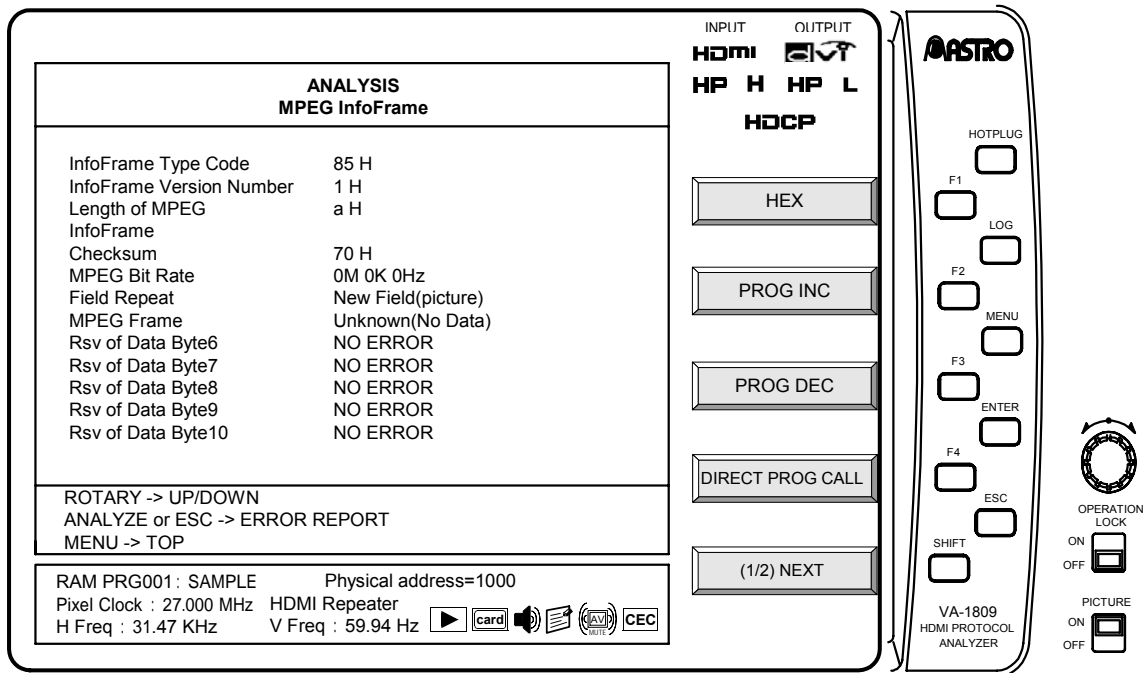 ANALYSIS
MPEG InfoFrame
InfoFrame Type Code 85 H
InfoFrame Version Number 1 H
Length of MPEG a H
InfoFrame
Checksum 70 H
MPEG Bit Rate 0M 0K 0Hz
Field Repeat New Field(picture)
MPEG Frame Unknown(No Data)
Rsv of Data Byte6 NO ERROR
Rsv of Data Byte7 NO ERROR
Rsv of Data Byte8 NO ERROR
Rsv of Data Byte9 NO ERROR
Rsv of Data Byte10 NO ERROR
ROTARY -> UP/DOWN
ANALYZE or ESC -> ERROR REPORT
MENU -> TOP
RAM PRG001 : SAMPLE Physical address=1000
Pixel Clock : 27.000 MHz HDMI Repeater
H Freq : 31.47 KHz V Freq : 59.94 Hz card AV MUTE CEC
INPUT OUTPUT
HDMI dvi
HP H HP L
HDCP
HEX
PROG INC
PROG DEC
DIRECT PROG CALL
(1/2) NEXT
ASTRO
HOTPLUG
F1
LOG
F2
MENU
F3
ENTER
F4
ESC
SHIFT
VA-1809
HDMI PROTOCOL
ANALYZER
OPERATION
LOCK
ON
OFF
PICTURE
ON
OFF